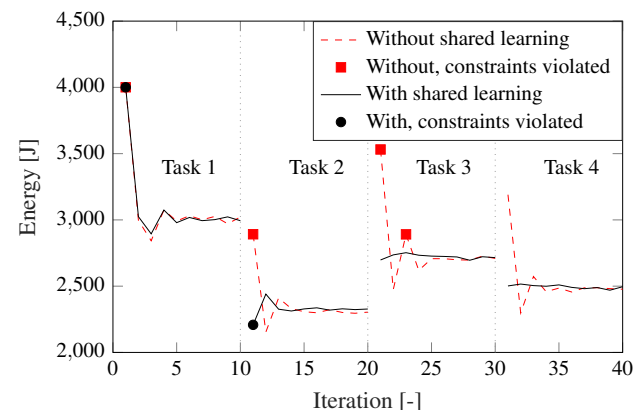 4,500
4,000
3,500
3,000
2,500
2,000
Energy [J]
Without shared learning
Without, constraints violated
With shared learning
With, constraints violated
Task 1
Task 2
Task 3
Task 4
0
5
10
15
20
25
30
35
40
Iteration [-]